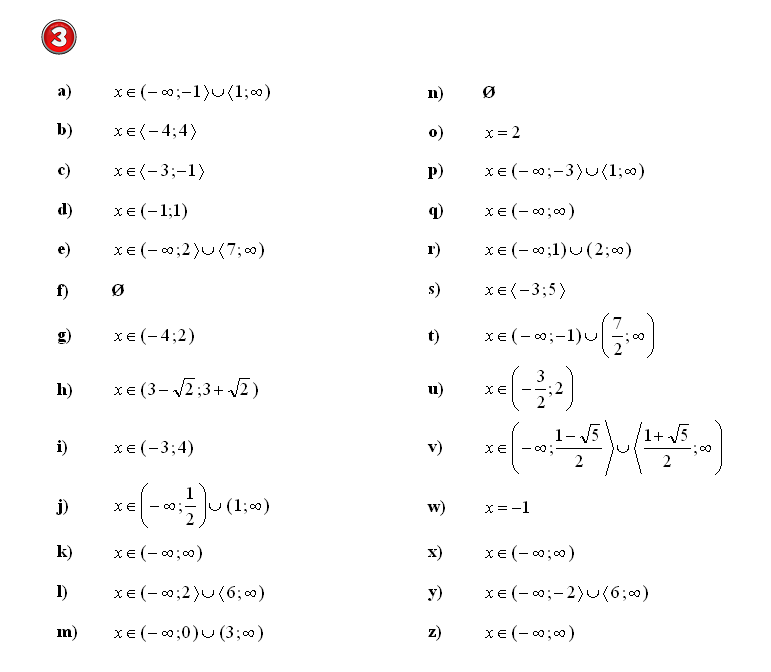 3
a) x ∈ (− ∞;−1⟩∪⟨1;∞)
b) x ∈ ⟨− 4;4⟩
c) x ∈ ⟨− 3;−1⟩
d) x ∈ (−1;1)
e) x ∈ (− ∞;2⟩∪⟨7;∞)
f) Ø
g) x ∈ (−4;2)
h) x ∈ (3−√2;3+√2)
i) x ∈ (−3;4)
j) x ∈ (− ∞;1/2)∪(1;∞)
k) x ∈ (− ∞;∞)
l) x ∈ (− ∞;2⟩∪⟨6;∞)
m) x ∈ (− ∞;0)∪(3;∞)
n) Ø
o) x = 2
p) x ∈ (− ∞;−3⟩∪⟨1;∞)
q) x ∈ (− ∞;∞)
r) x ∈ (− ∞;1)∪(2;∞)
s) x ∈ ⟨−3;5⟩
t) x ∈ (− ∞;−1)∪(7/2;∞)
u) x ∈ (−3/2;2)
v) x ∈ (−∞;(1−√5)/2⟩∪⟨(1+√5)/2;∞)
w) x = −1
x) x ∈ (− ∞;∞)
y) x ∈ (− ∞;−2⟩∪⟨6;∞)
z) x ∈ (− ∞;∞)